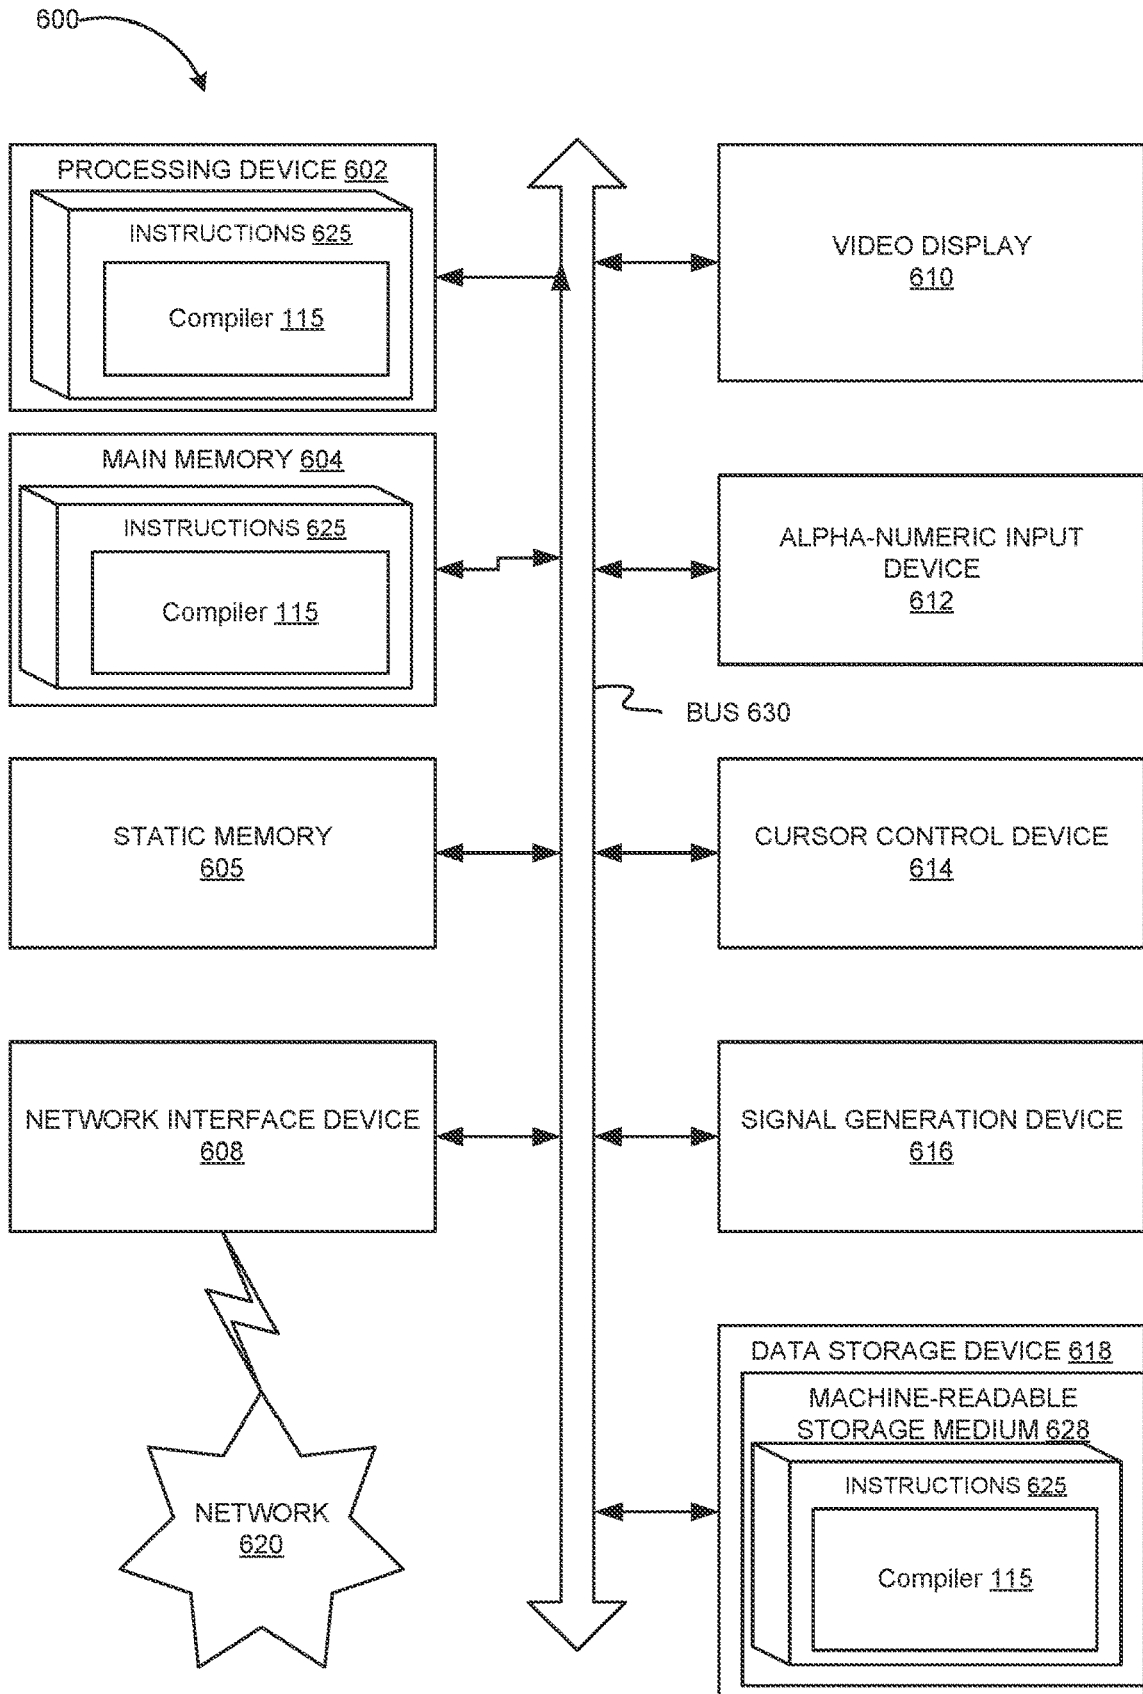 600
PROCESSING DEVICE 602
INSTRUCTIONS 625
Compiler 115
MAIN MEMORY 604
INSTRUCTIONS 625
Compiler 115
STATIC MEMORY
605
NETWORK INTERFACE DEVICE
608
NETWORK
620
VIDEO DISPLAY
610
ALPHA-NUMERIC INPUT
DEVICE
612
BUS 630
CURSOR CONTROL DEVICE
614
SIGNAL GENERATION DEVICE
616
DATA STORAGE DEVICE 618
MACHINE-READABLE
STORAGE MEDIUM 628
INSTRUCTIONS 625
Compiler 115